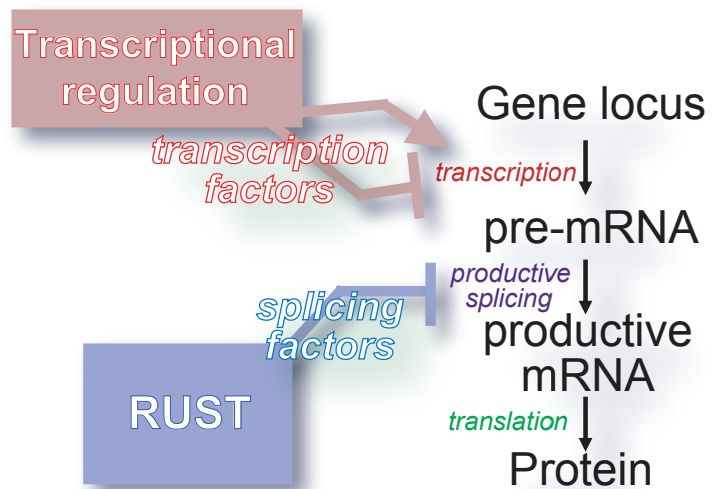 Transcriptional
regulation
transcription
factors
Gene locus
transcription
pre-mRNA
productive
splicing
splicing
factors
productive
mRNA
RUST
translation
Protein